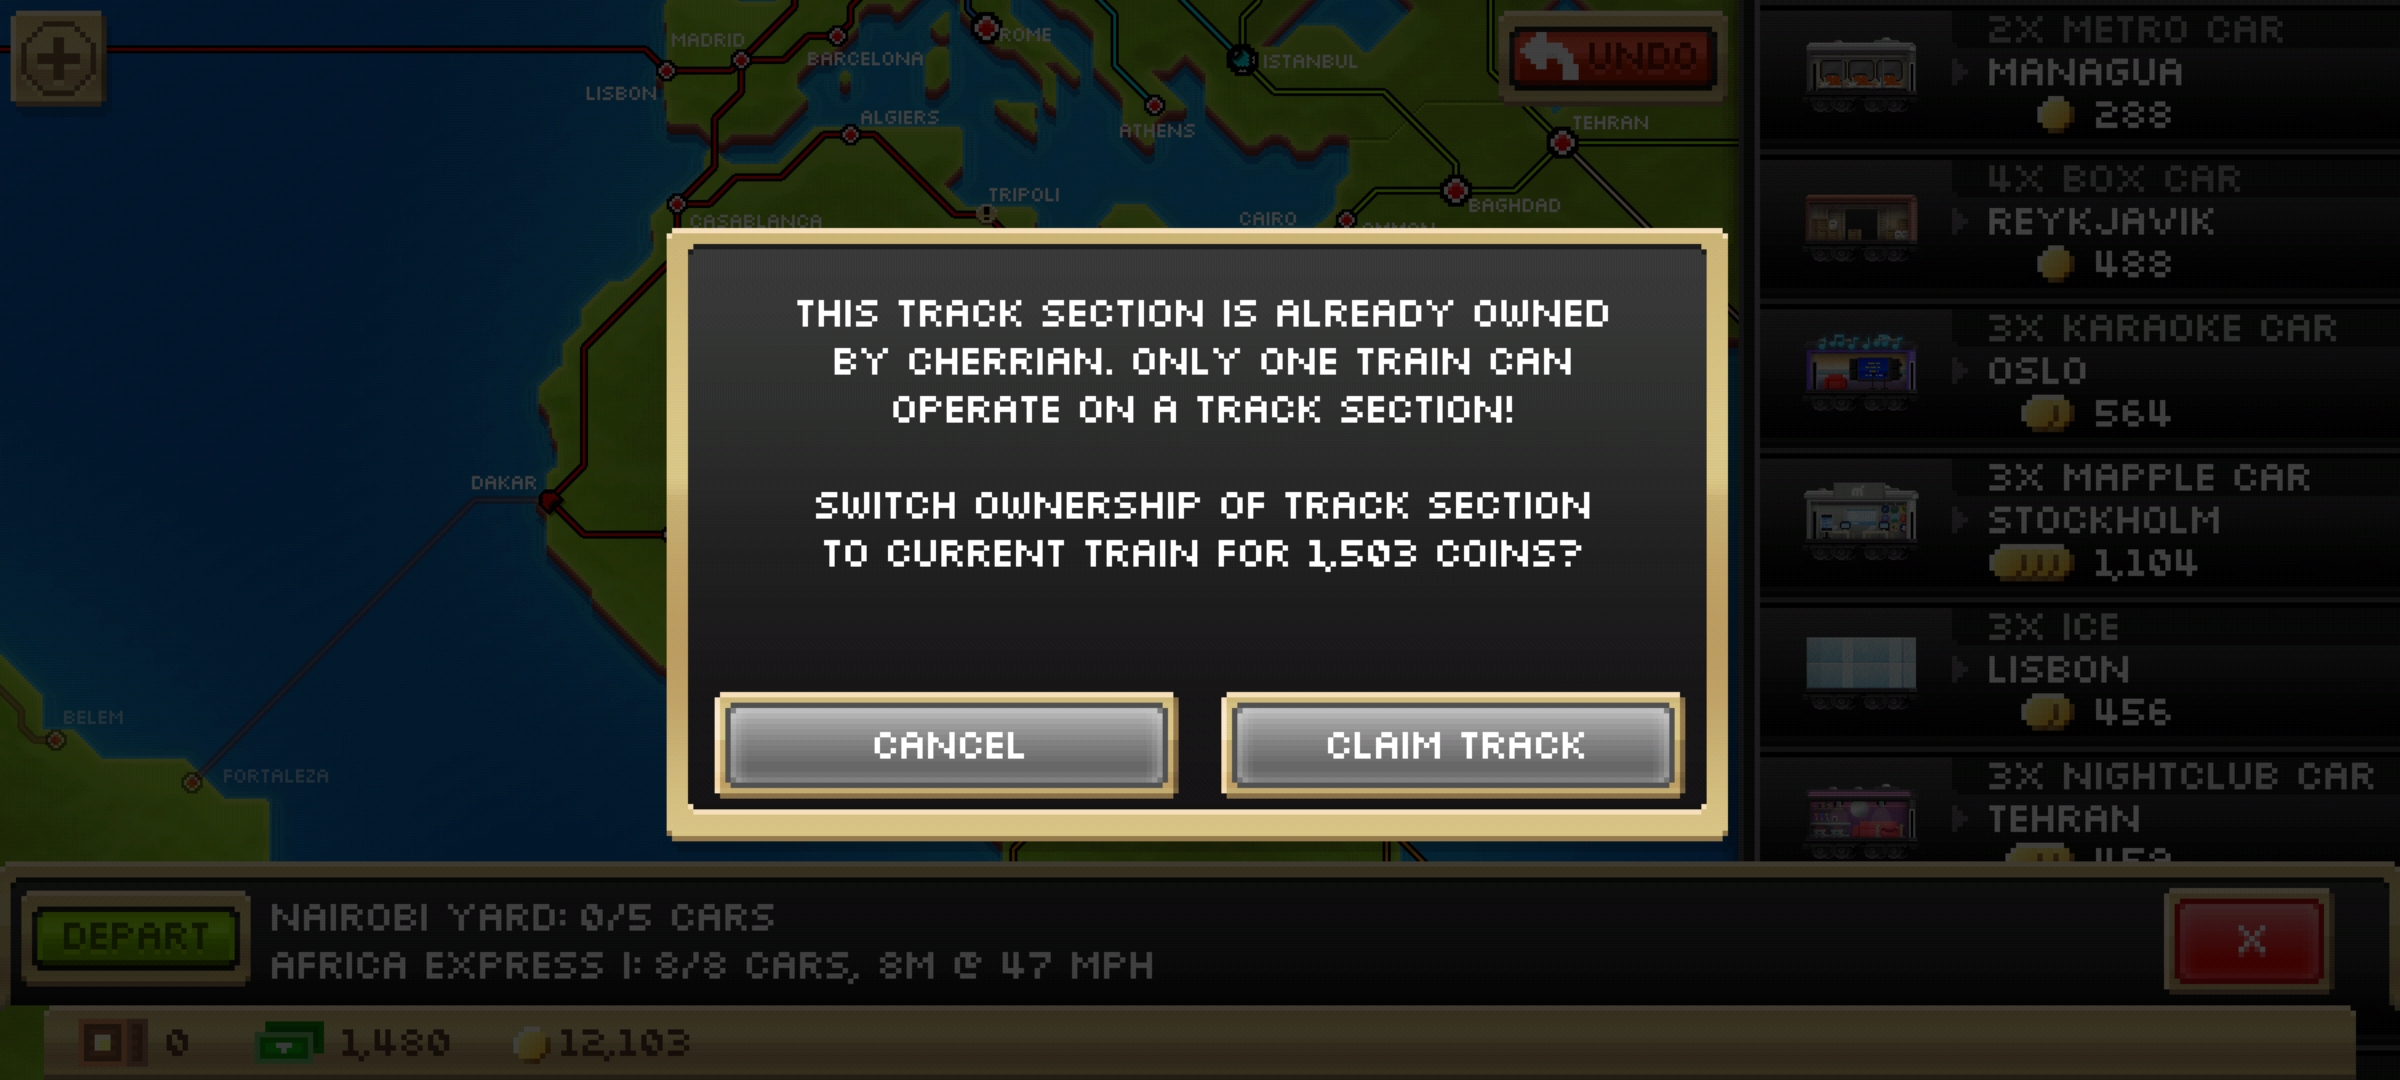 MADRID
BARCELONA
ROME
ISTANBUL
UNDO
LISBON
ALGIERS
ATHENS
TEHRAN
TRIPOLI
CASABLANCA
CAIRO
BAGHDAD
AMMAN
THIS TRACK SECTION IS ALREADY OWNED
BY CHERRIAN. ONLY ONE TRAIN CAN
OPERATE ON A TRACK SECTION!
SWITCH OWNERSHIP OF TRACK SECTION
TO CURRENT TRAIN FOR 1,503 COINS?
CANCEL
CLAIM TRACK
DAKAR
BELEM
FORTALEZA
2X METRO CAR
MANAGUA
288
4X BOX CAR
REYKJAVIK
488
3X KARAOKE CAR
OSLO
564
3X MAPPLE CAR
STOCKHOLM
1,104
3X ICE
LISBON
456
3X NIGHTCLUB CAR
TEHRAN
DEPART
NAIROBI YARD: 0/5 CARS
AFRICA EXPRESS I: 8/8 CARS, 8M @ 47 MPH
X
0
1,480
12,103